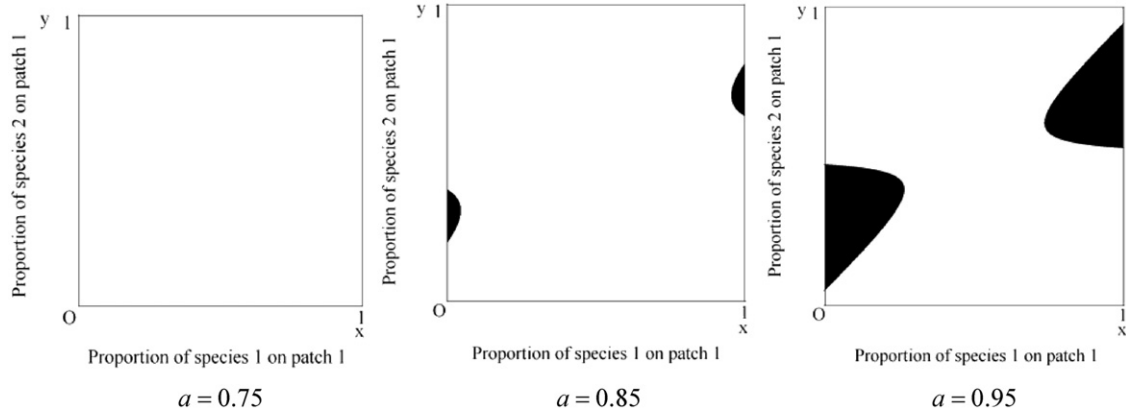 y 1
Proportion of species 2 on patch 1
O
1
x
Proportion of species 1 on patch 1
a = 0.75
y 1
Proportion of species 2 on patch 1
O
1
x
Proportion of species 1 on patch 1
a = 0.85
y 1
Proportion of species 2 on patch 1
O
1
x
Proportion of species 1 on patch 1
a = 0.95